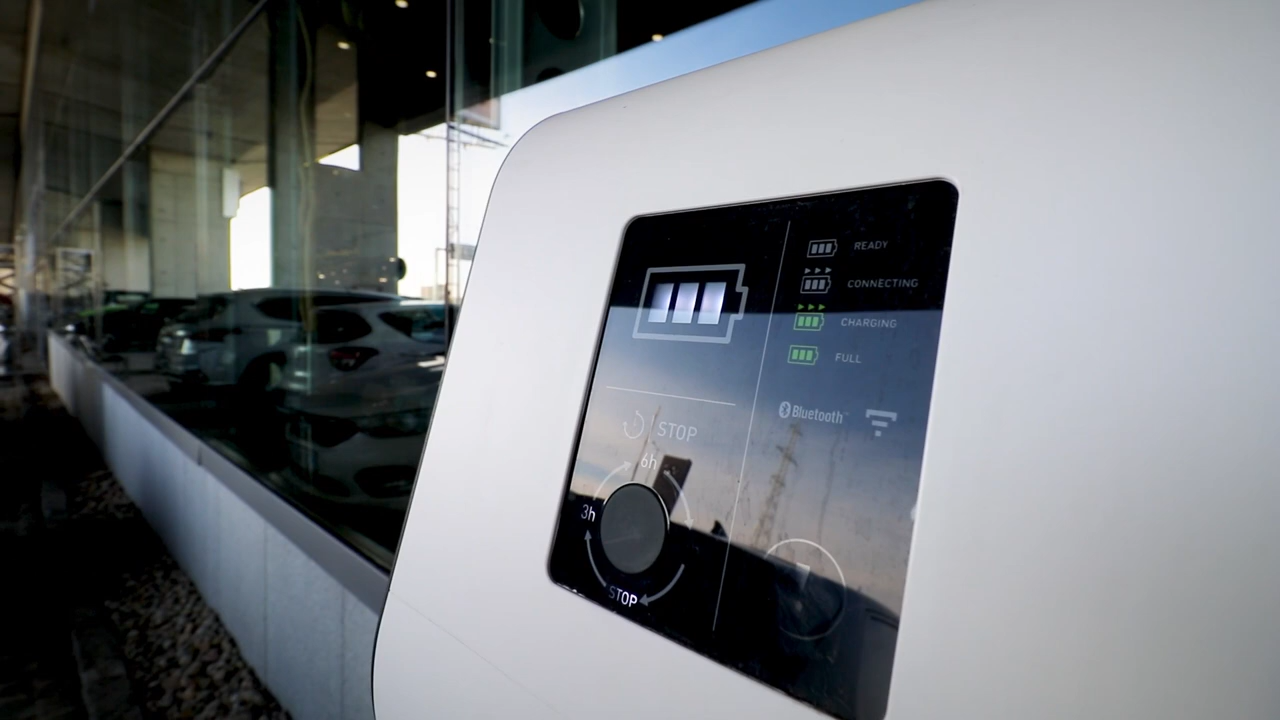 READY
CONNECTING
CHARGING
FULL
Bluetooth
STOP
6h
3h
STOP